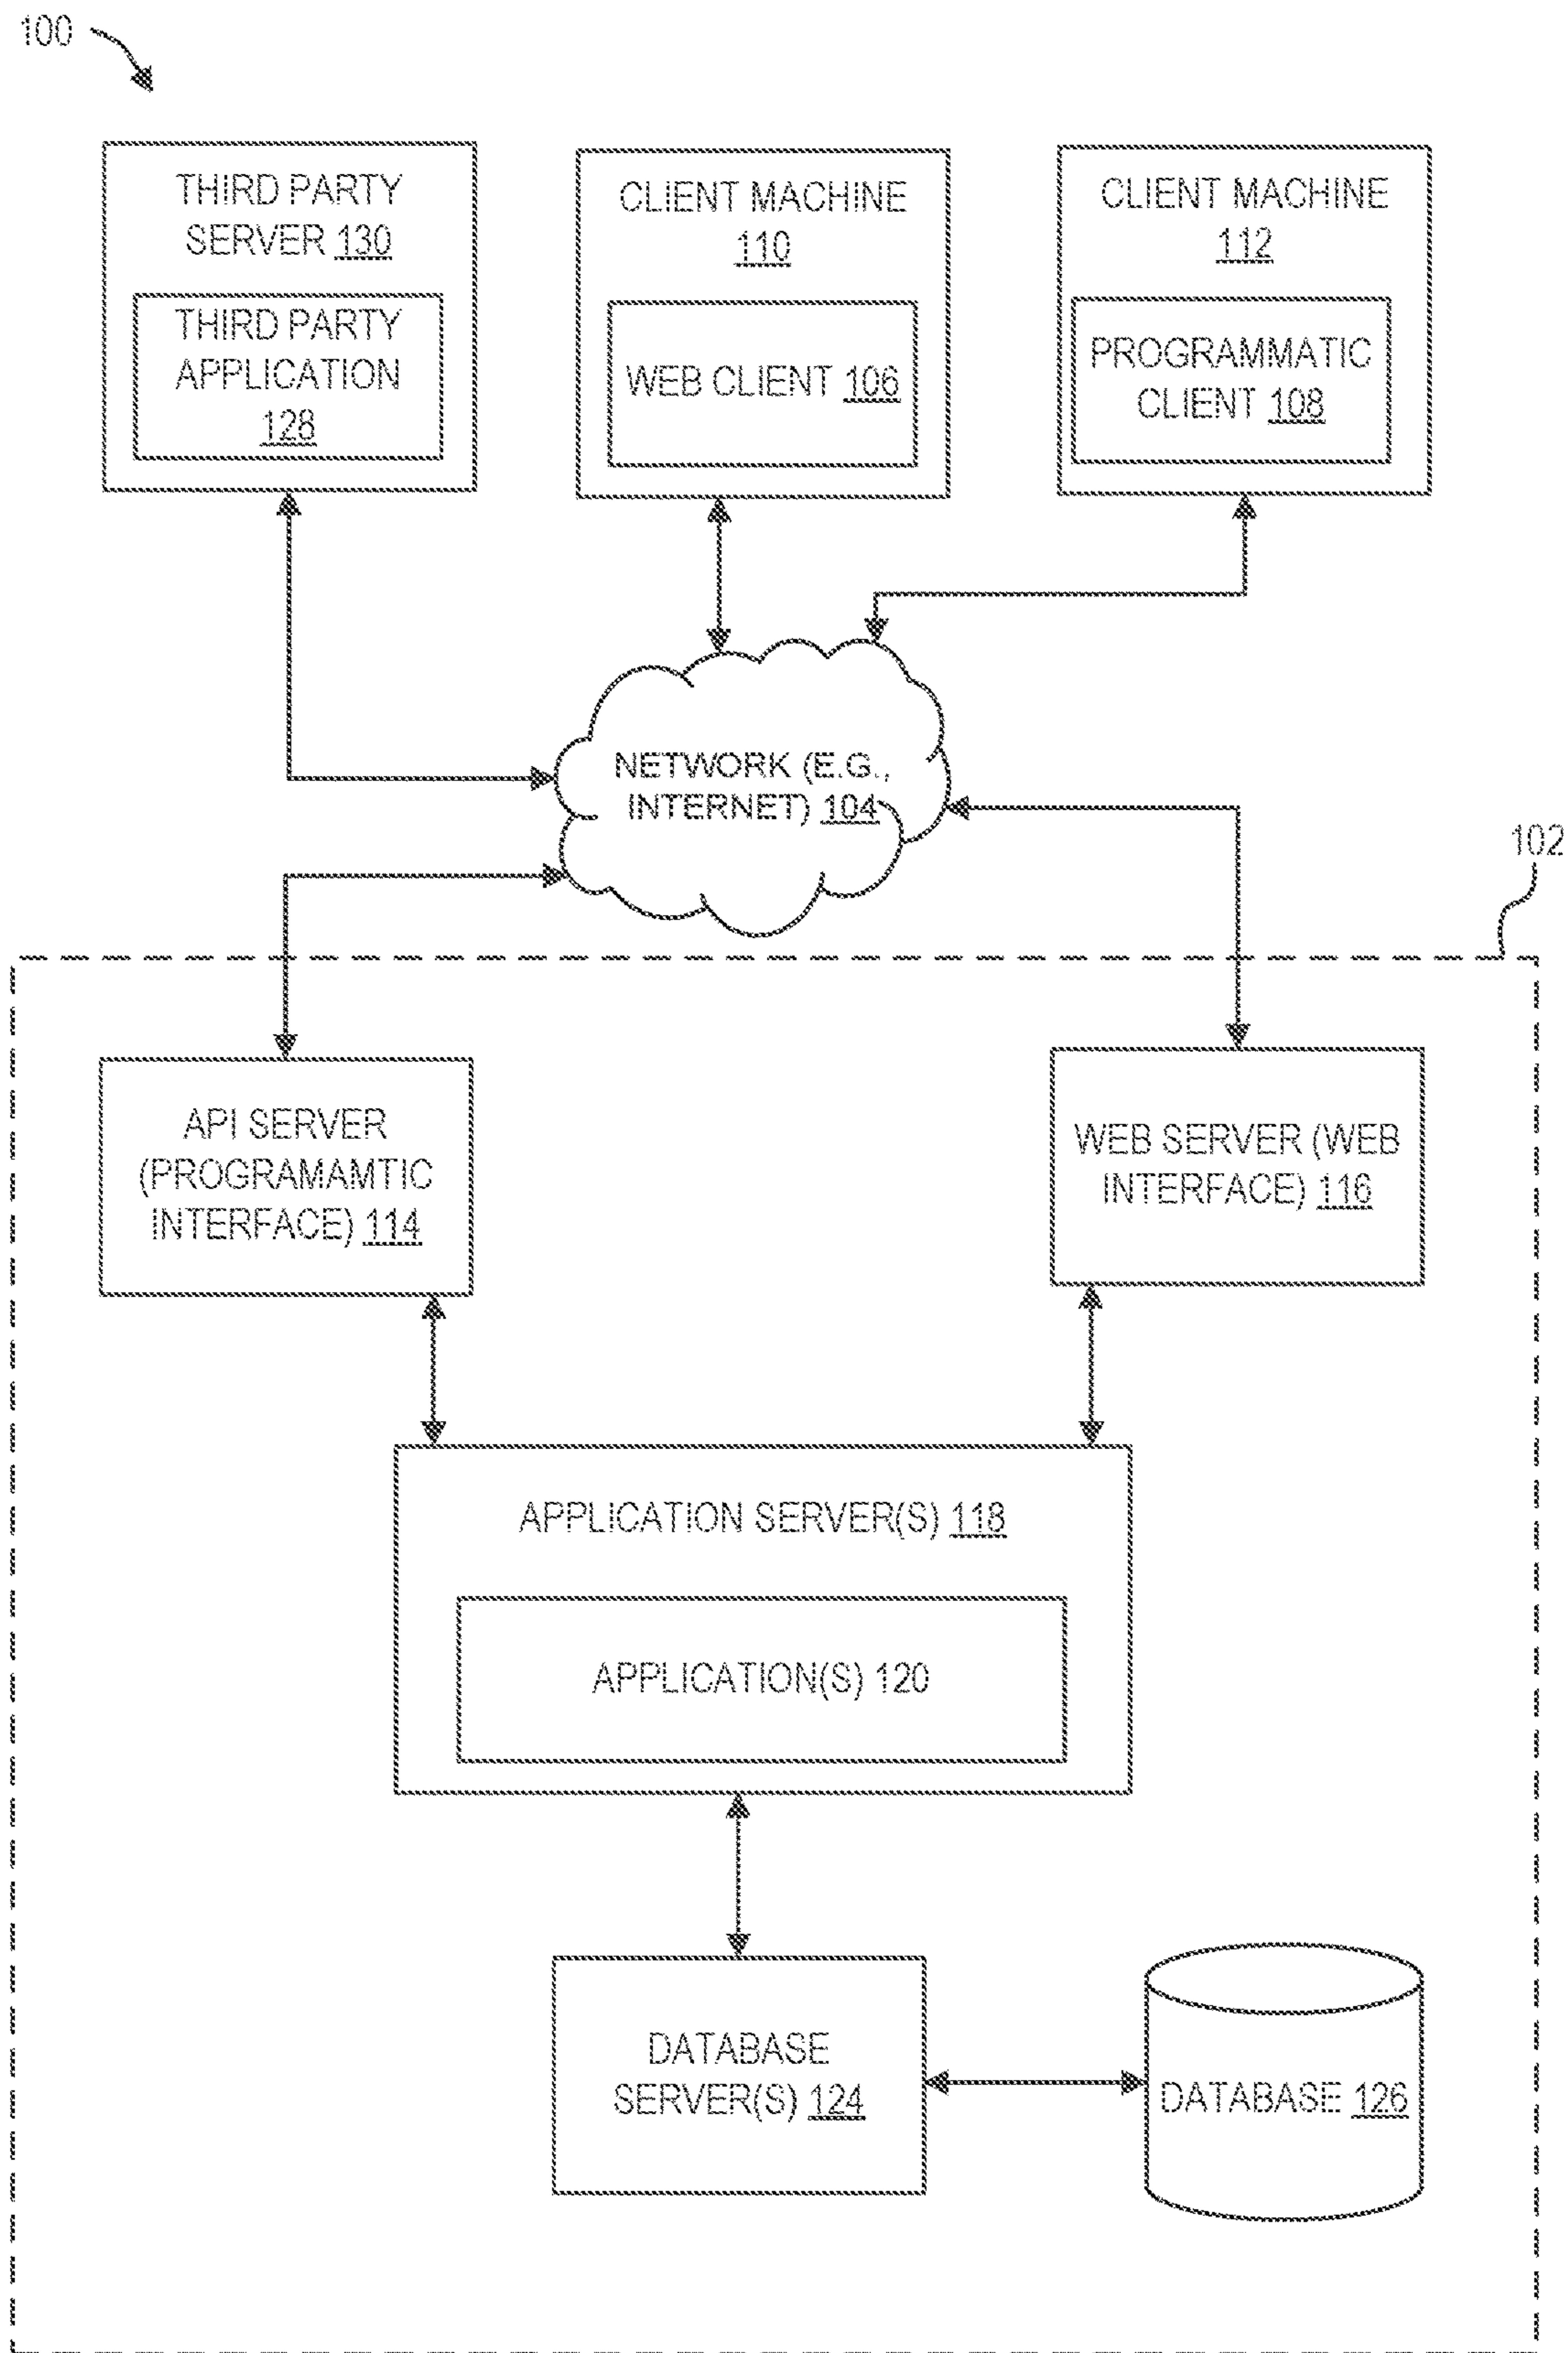 100
THIRD PARTY
SERVER 130
THIRD PARTY
APPLICATION
128
CLIENT MACHINE
110
WEB CLIENT 106
CLIENT MACHINE
112
PROGRAMMATIC
CLIENT 108
NETWORK (E.G.,
INTERNET) 104
102
API SERVER
(PROGRAMAMTIC
INTERFACE) 114
WEB SERVER (WEB
INTERFACE) 116
APPLICATION SERVER(S) 118
APPLICATION(S) 120
DATABASE
SERVER(S) 124
DATABASE 126